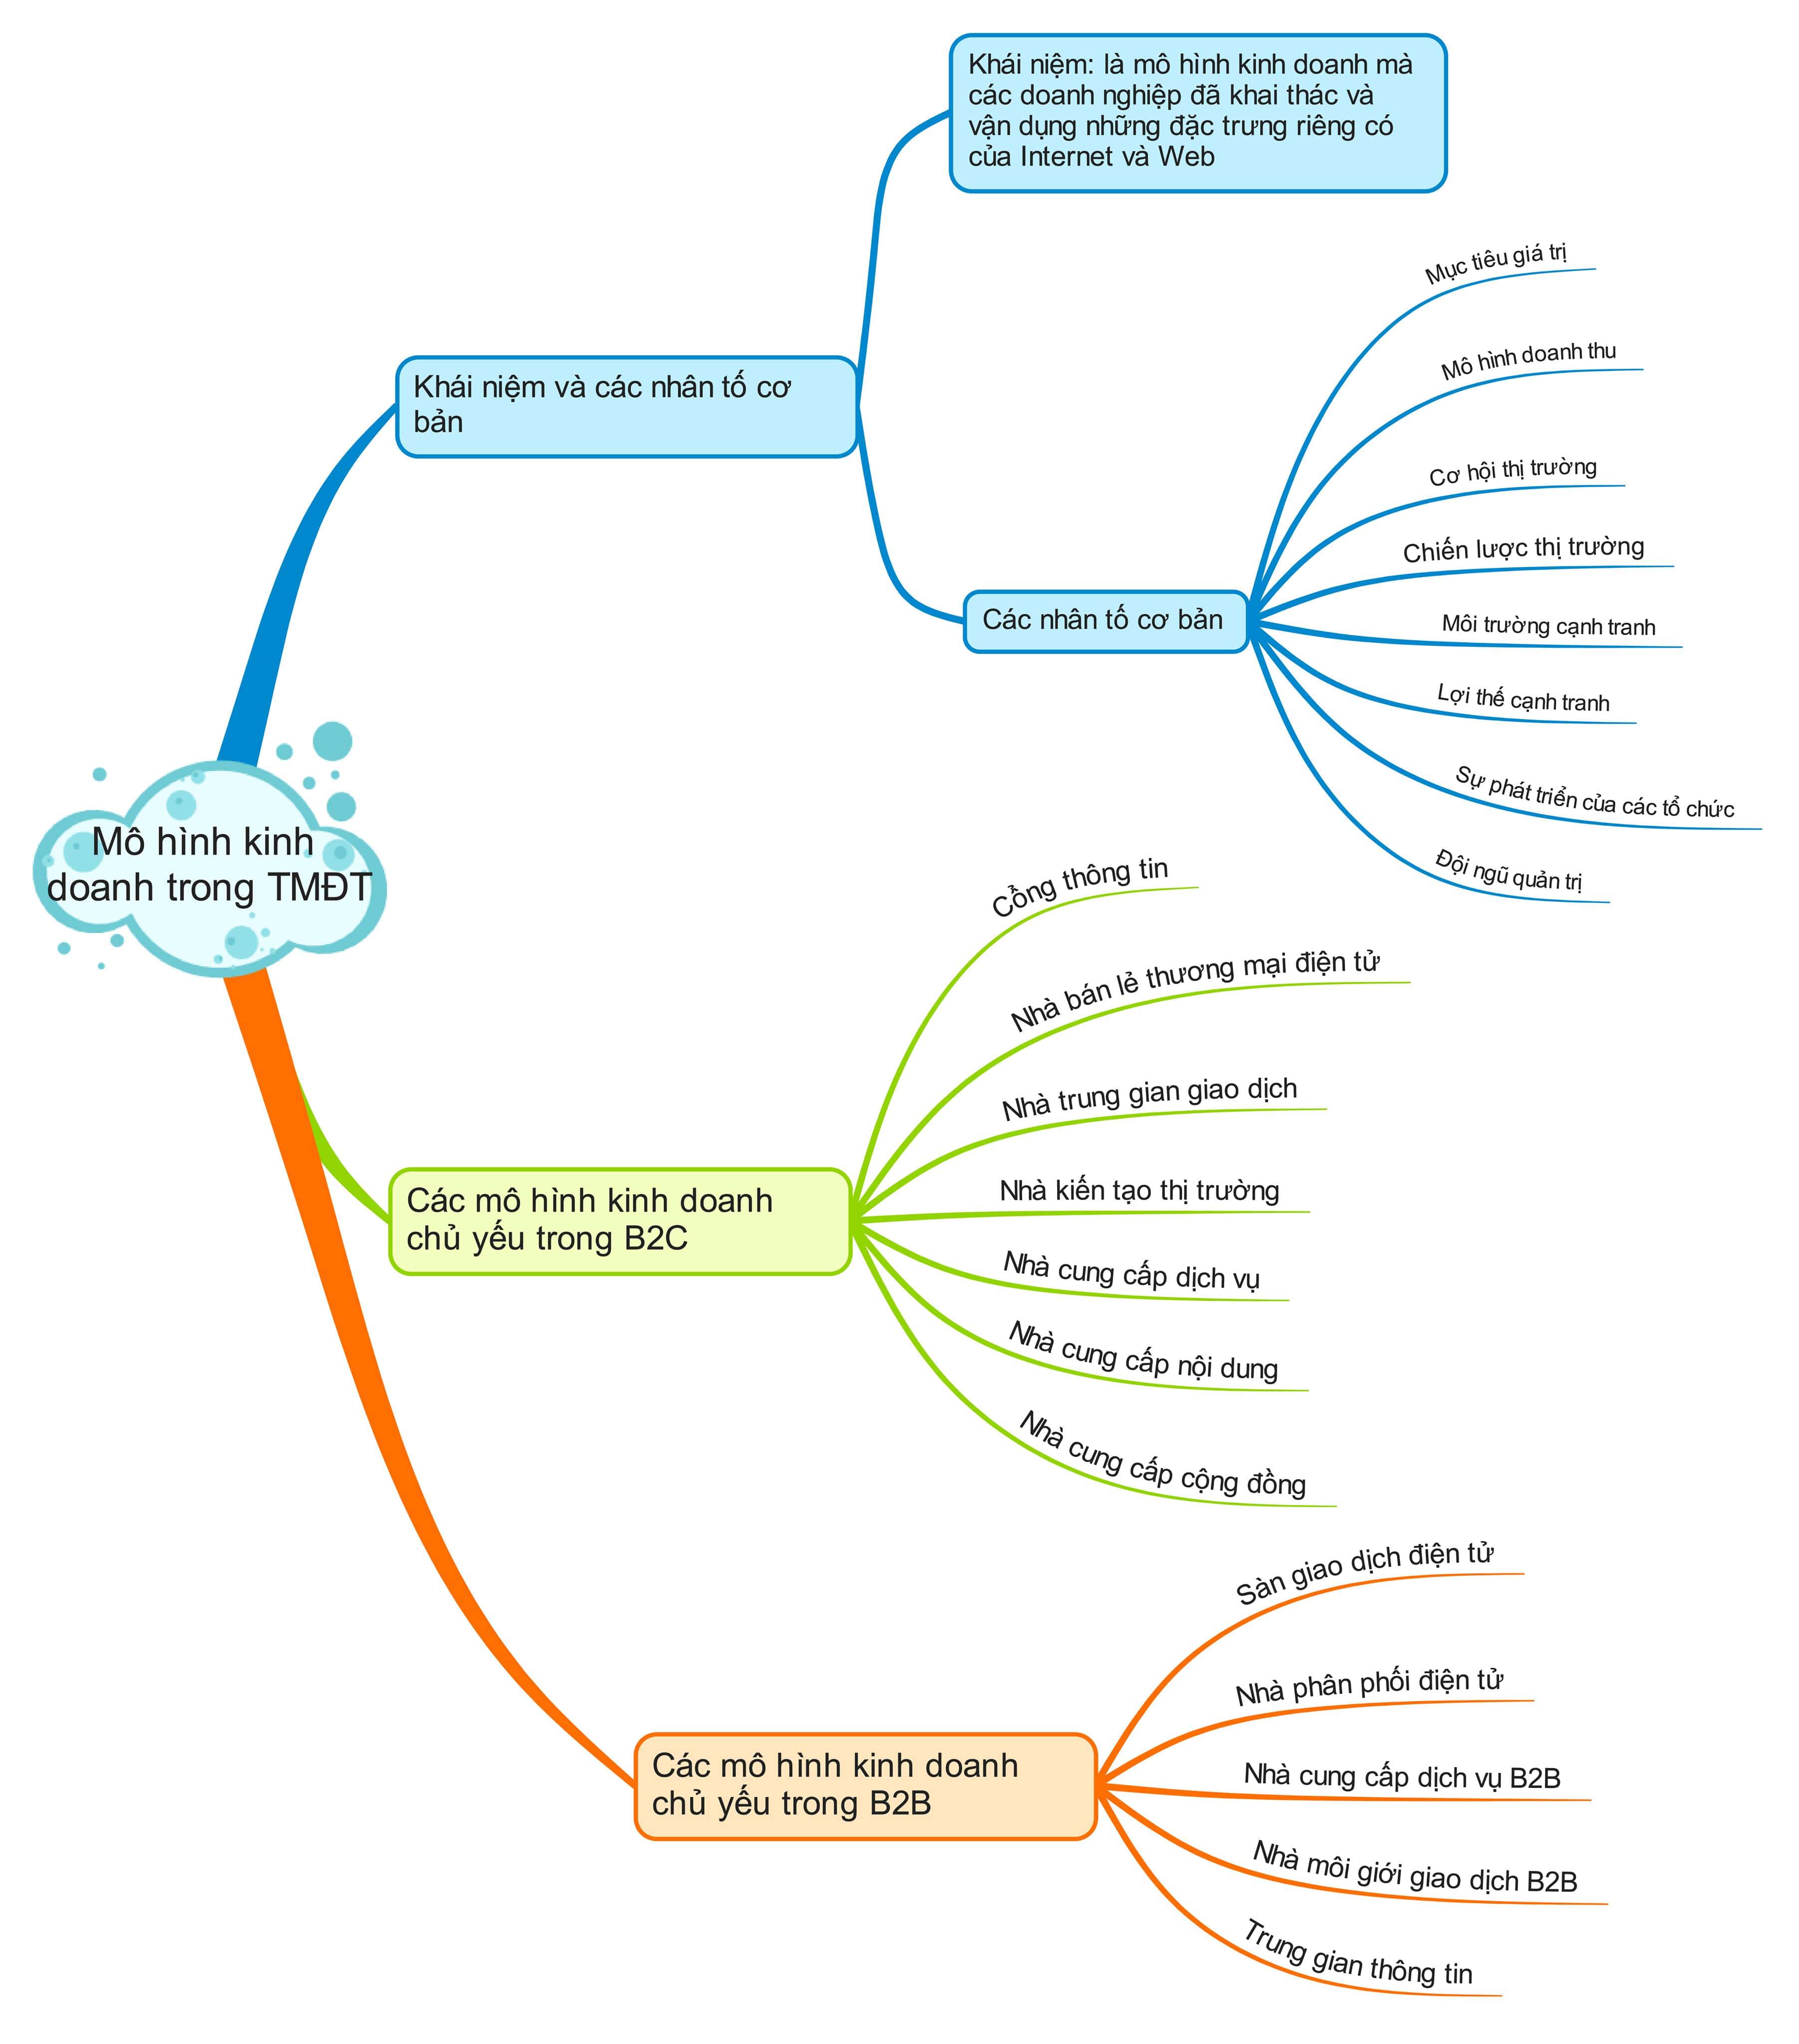 Mô hình kinh
doanh trong TMĐT
Khái niệm và các nhân tố cơ
bản
Khái niệm: là mô hình kinh doanh mà
các doanh nghiệp đã khai thác và
vận dụng những đặc trưng riêng có
của Internet và Web
Các nhân tố cơ bản
Mục tiêu giá trị
Mô hình doanh thu
Cơ hội thị trường
Chiến lược thị trường
Môi trường cạnh tranh
Lợi thế cạnh tranh
Sự phát triển của các tổ chức
Đội ngũ quản trị
Các mô hình kinh doanh
chủ yếu trong B2C
Cổng thông tin
Nhà bán lẻ thương mại điện tử
Nhà trung gian giao dịch
Nhà kiến tạo thị trường
Nhà cung cấp dịch vụ
Nhà cung cấp nội dung
Nhà cung cấp cộng đồng
Các mô hình kinh doanh
chủ yếu trong B2B
Sàn giao dịch điện tử
Nhà phân phối điện tử
Nhà cung cấp dịch vụ B2B
Nhà môi giới giao dịch B2B
Trung gian thông tin